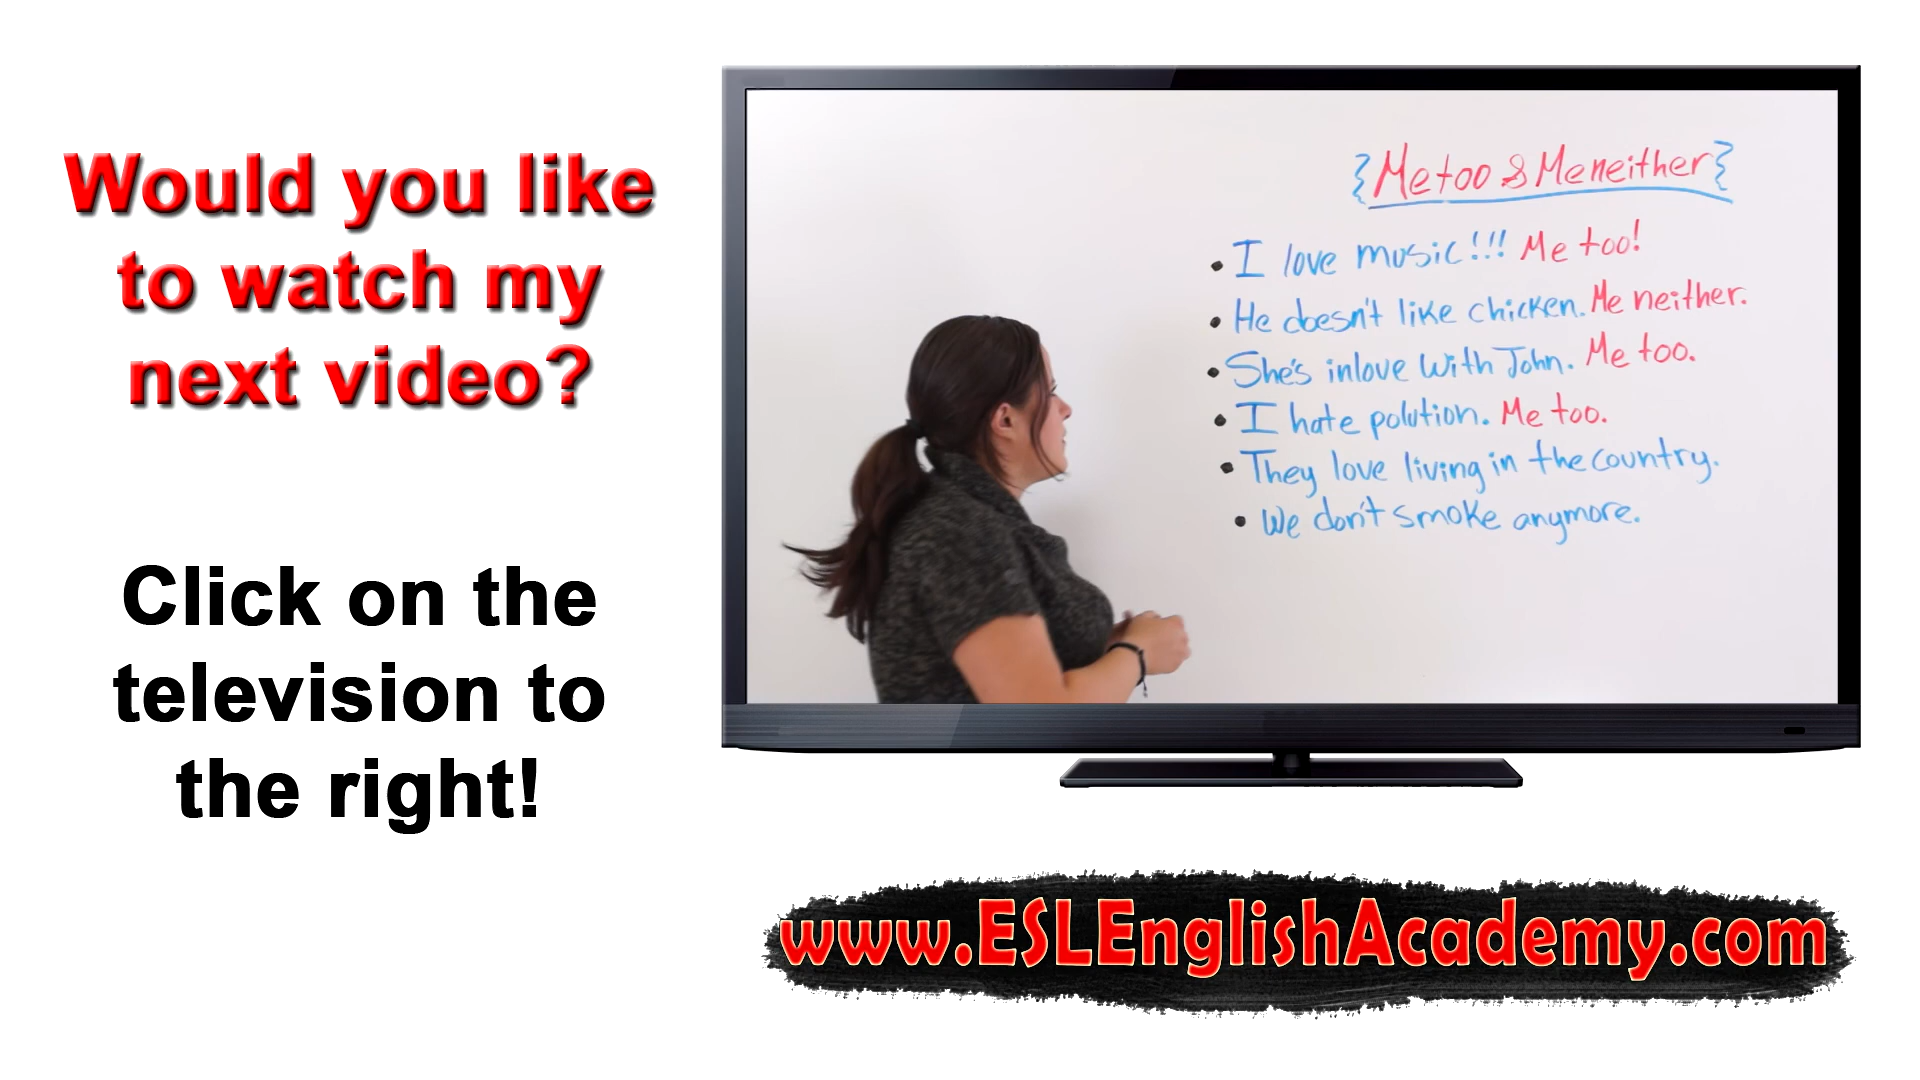 Would you like
to watch my
next video?
Click on the
television to
the right!
{Me too & Me neither}
• I love music!!! Me too!
• He doesn't like chicken. Me neither.
• She's inlove with John. Me too.
• I hate polution. Me too.
• They love living in the country.
• We don't smoke anymore.
www.ESLEnglishAcademy.com